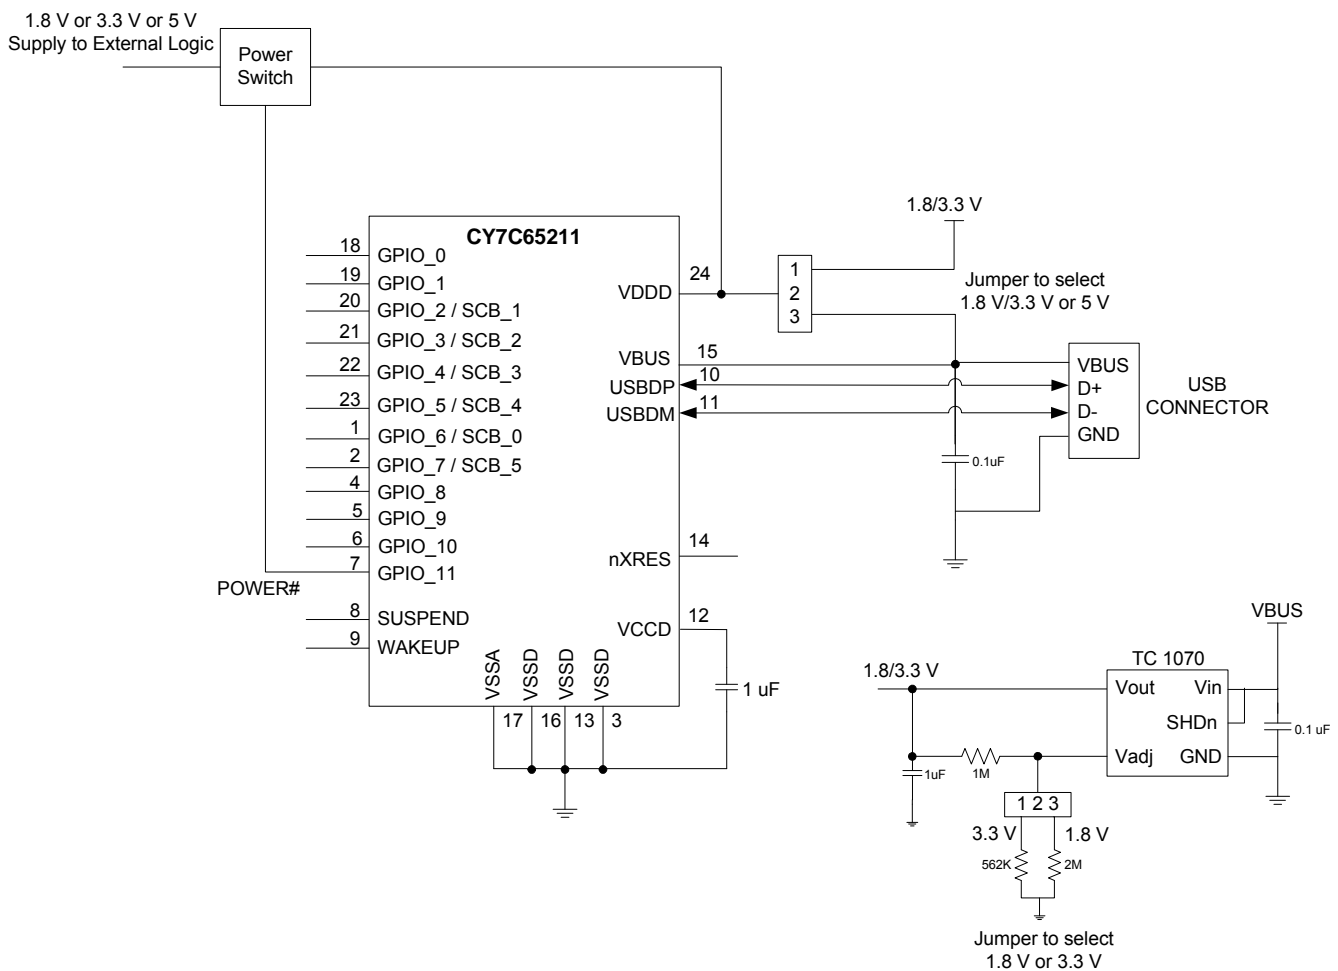 1.8 V or 3.3 V or 5 V
Supply to External Logic
Power
Switch
1.8/3.3 V
CY7C65211
18 GPIO_0
19 GPIO_1
20 GPIO_2 / SCB_1
21 GPIO_3 / SCB_2
22 GPIO_4 / SCB_3
23 GPIO_5 / SCB_4
1 GPIO_6 / SCB_0
2 GPIO_7 / SCB_5
4 GPIO_8
5 GPIO_9
6 GPIO_10
7 GPIO_11
POWER#
8 SUSPEND
9 WAKEUP
VDDD 24
VBUS 15
USBDP 10
USBDM 11
nXRES 14
VCCD 12
VSSA
VSSD
VSSD
VSSD
17 16 13 3
1 uF
1
2
3
Jumper to select
1.8 V/3.3 V or 5 V
VBUS
D+
D-
GND
USB
CONNECTOR
0.1uF
VBUS
TC 1070
1.8/3.3 V
Vout Vin
SHDn
Vadj GND
0.1 uF
1uF
1M
1 2 3
3.3 V 1.8 V
562K 2M
Jumper to select
1.8 V or 3.3 V